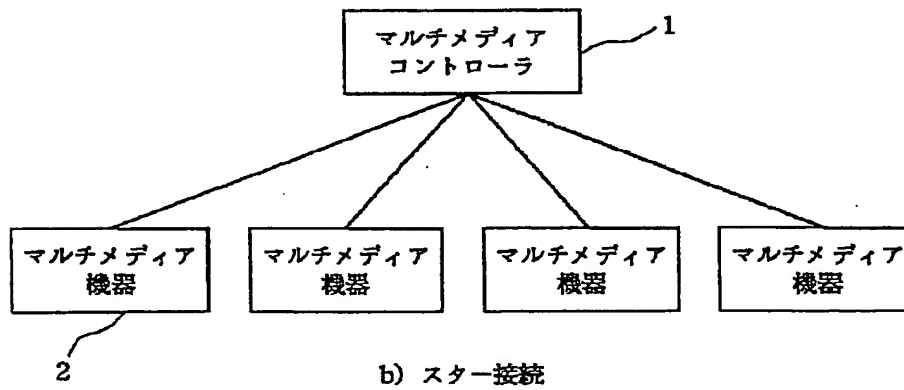 マルチメディア
コントローラ
1
マルチメディア
機器
マルチメディア
機器
マルチメディア
機器
マルチメディア
機器
2
b) スター接続